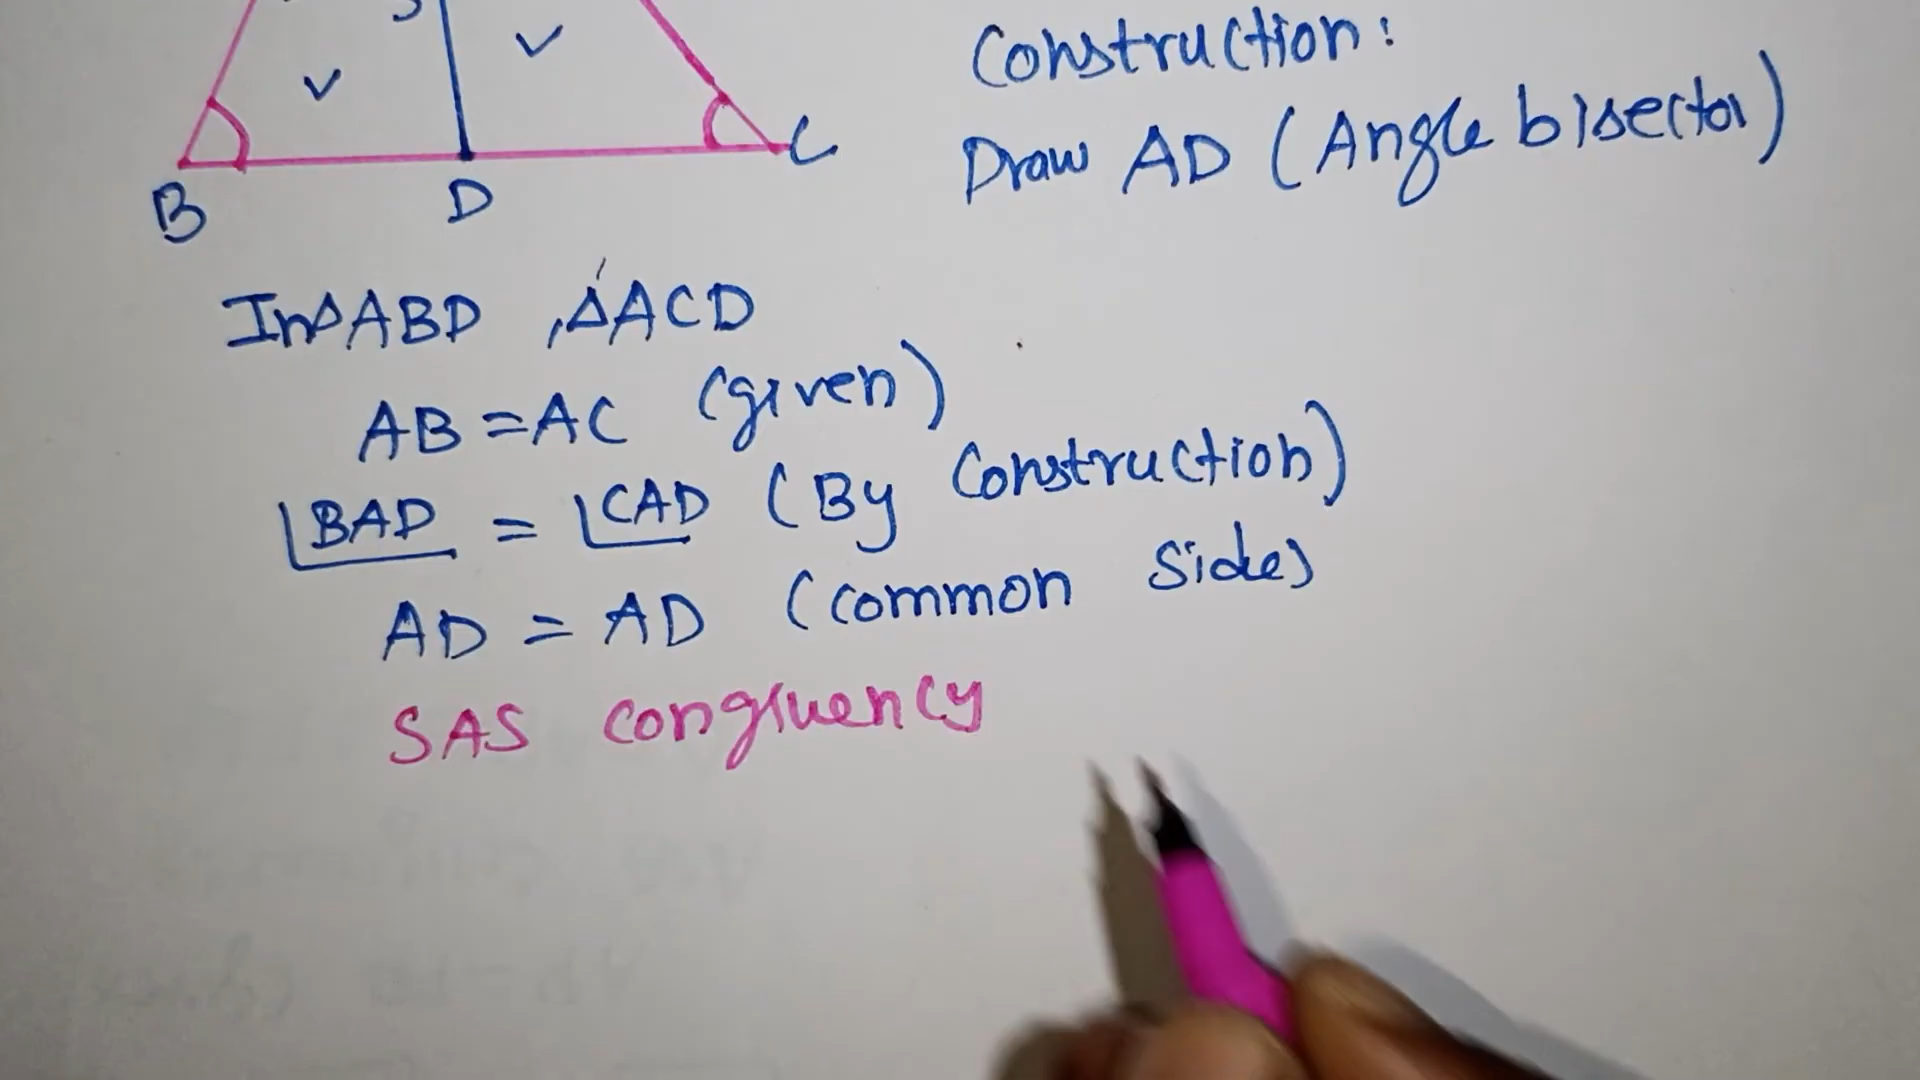 Construction:
Draw AD (Angle bisector)
C
B
D
In ΔABD , ΔACD
AB = AC (given)
∠BAD = ∠CAD (By Construction)
AD = AD (common sides
SAS congruency